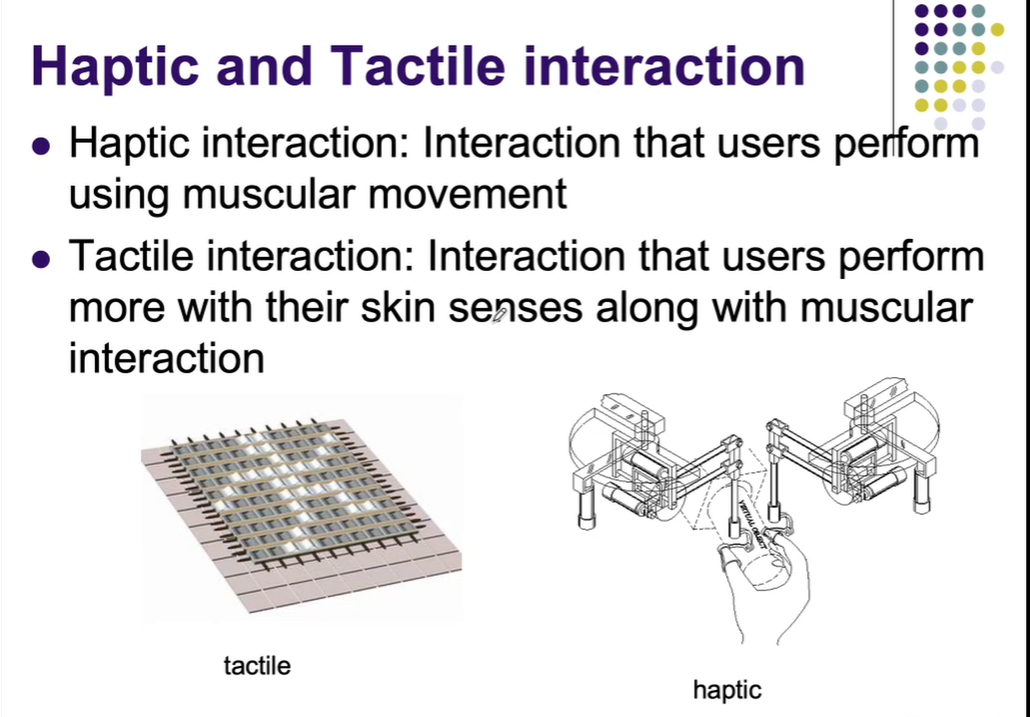 Haptic and Tactile interaction
Haptic interaction: Interaction that users perform
using muscular movement
Tactile interaction: Interaction that users perform
more with their skin senses along with muscular
interaction
VIRTUAL OBJECT
tactile
haptic